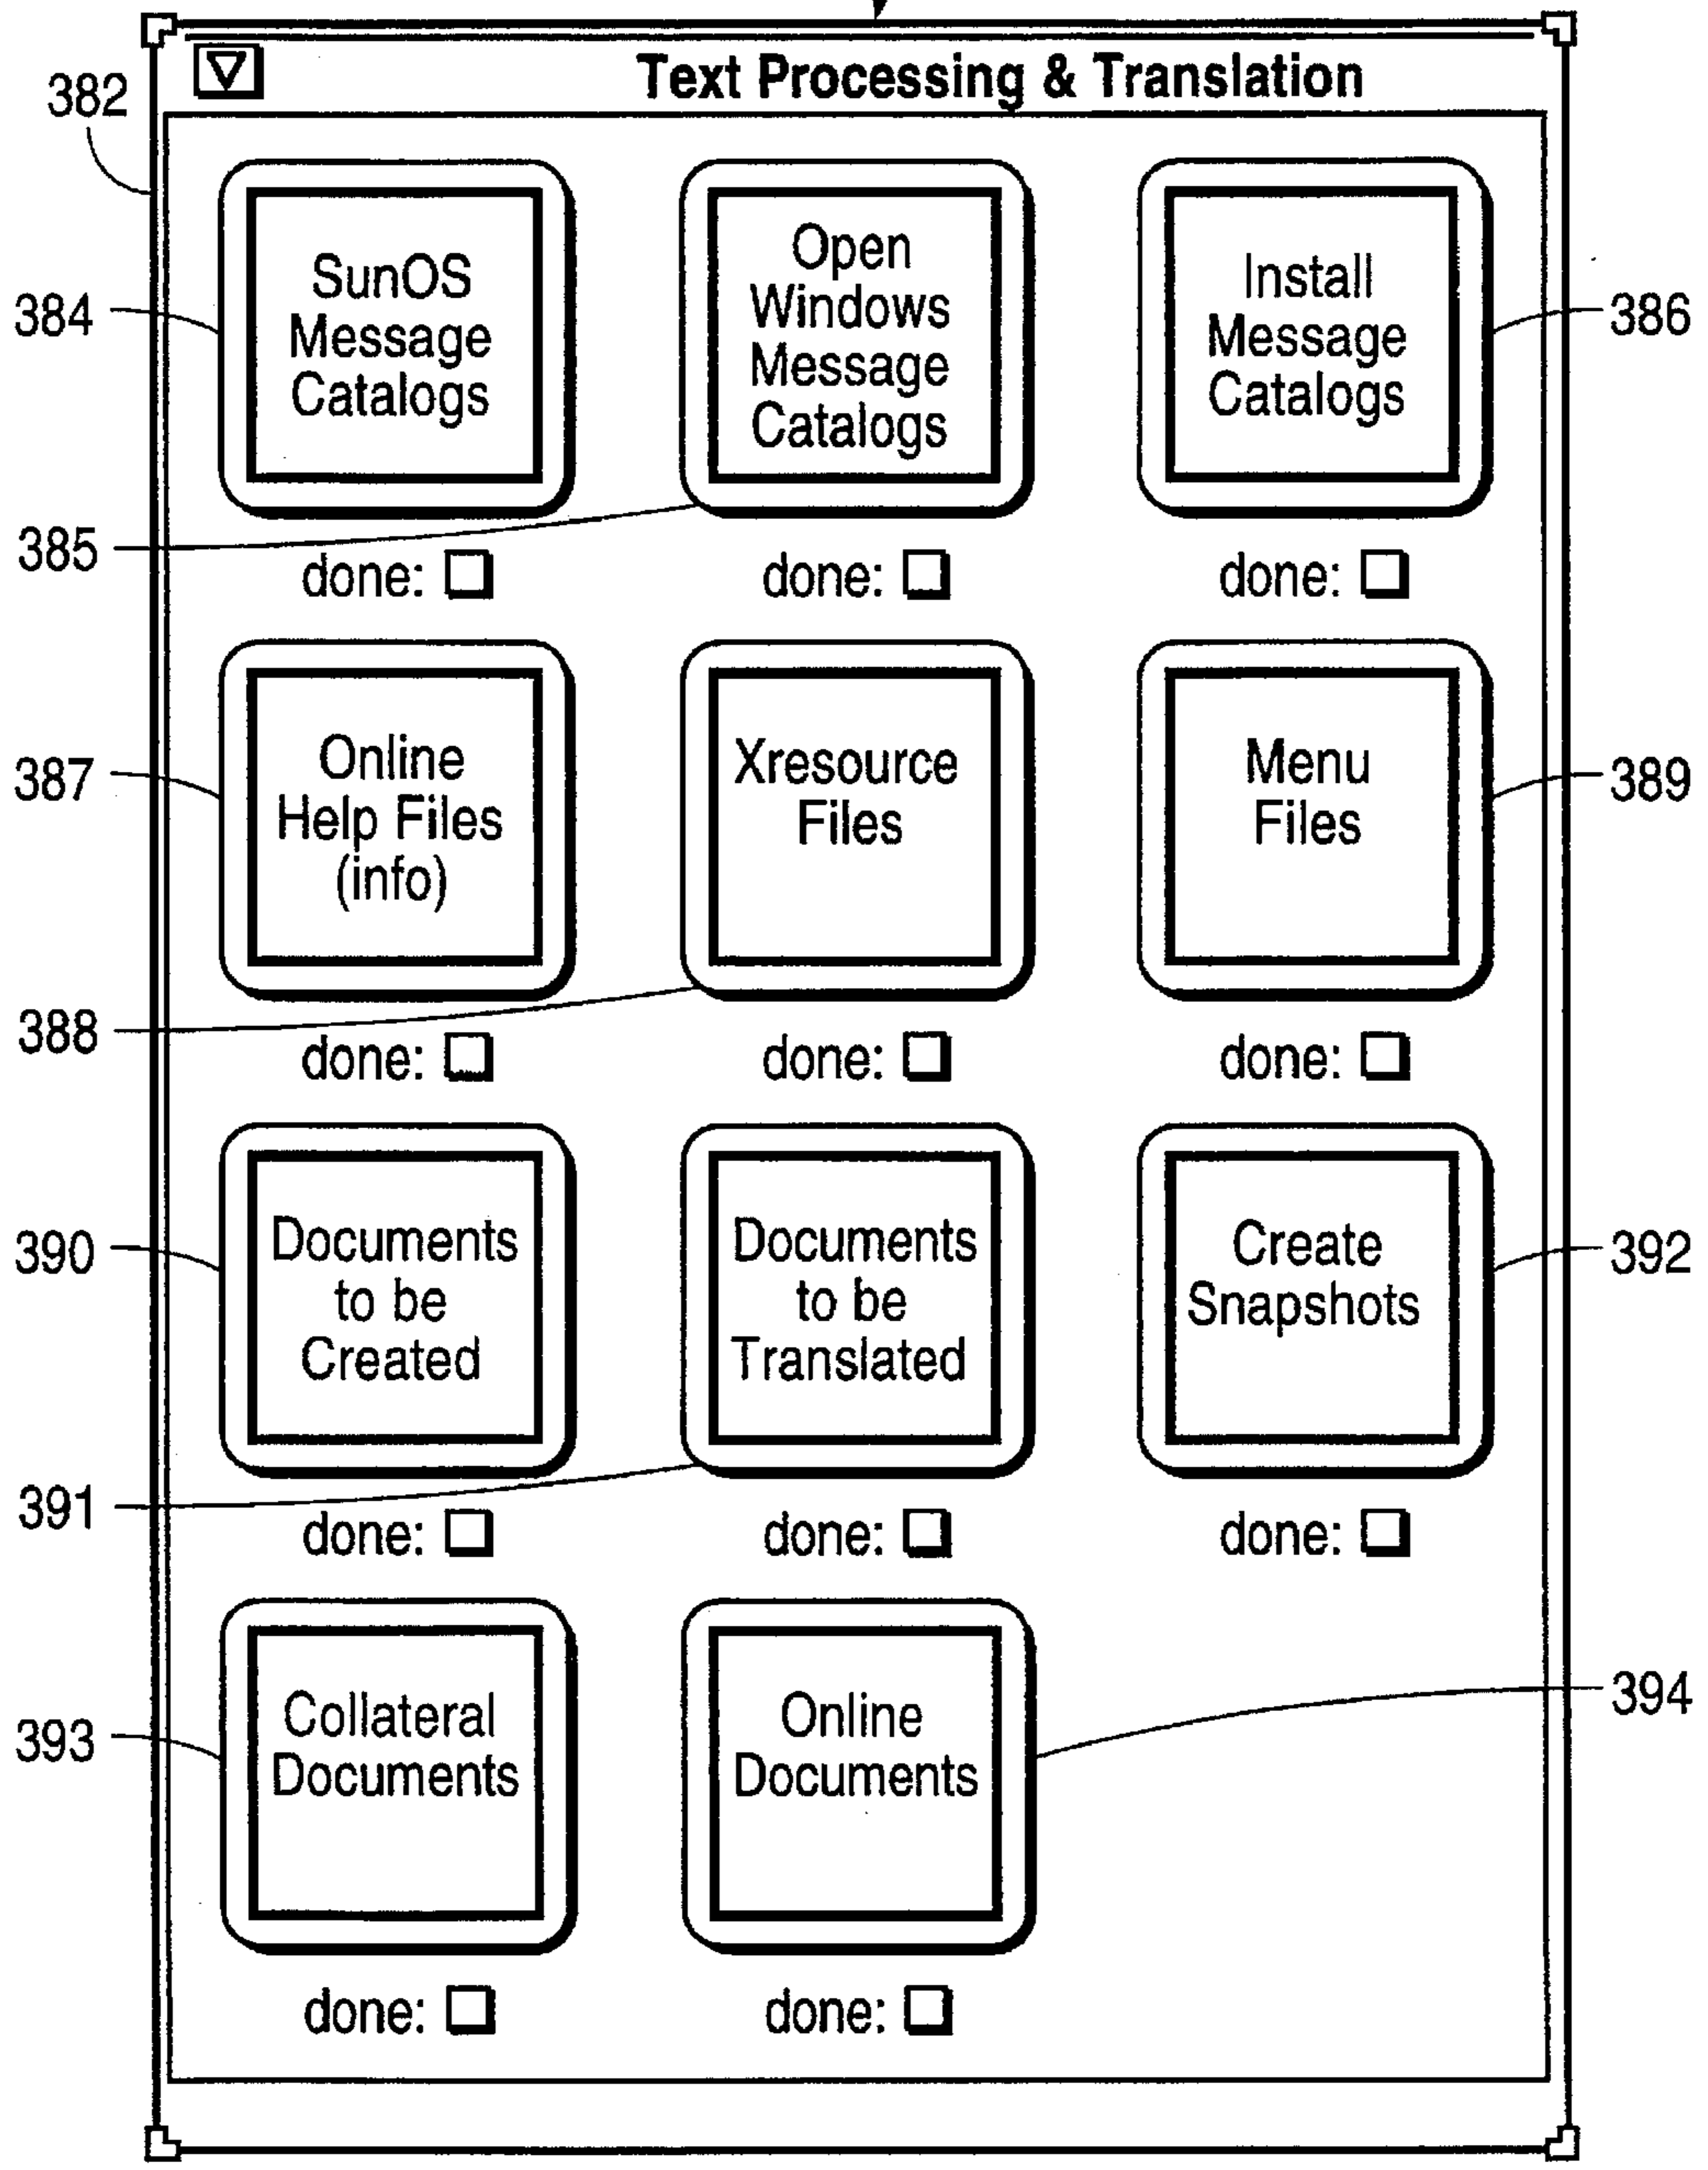 Text Processing & Translation
382
SunOS
Message
Catalogs
384
Open
Windows
Message
Catalogs
385
Install
Message
Catalogs
386
done:
done:
done:
Online
Help Files
(info)
387
Xresource
Files
388
Menu
Files
389
done:
done:
done:
Documents
to be
Created
390
Documents
to be
Translated
391
Create
Snapshots
392
done:
done:
done:
Collateral
Documents
393
Online
Documents
394
done:
done: